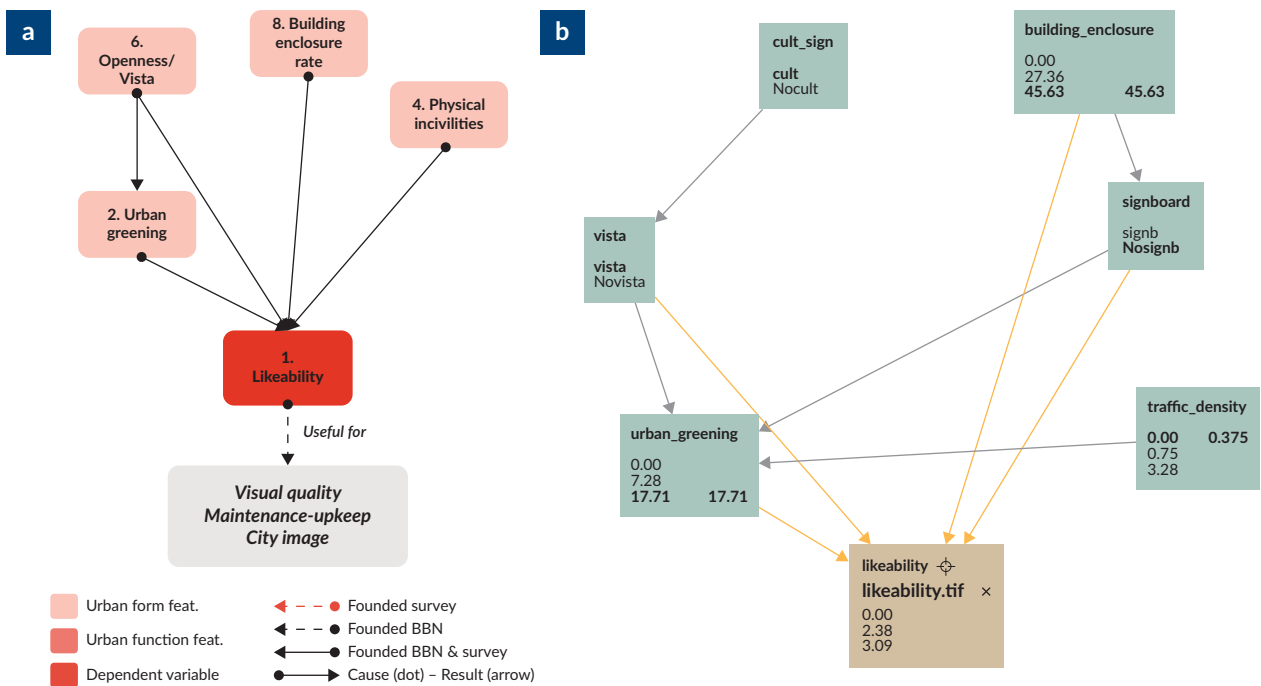 a
6.
Openness/
Vista
8. Building
enclosure
rate
4. Physical
incivilities
2. Urban
greening
1.
Likeability
Useful for
Visual quality
Maintenance-upkeep
City image
Urban form feat.
Urban function feat.
Dependent variable
Founded survey
Founded BBN
Founded BBN & survey
Cause (dot) – Result (arrow)
b
cult_sign
cult
Nocult
building_enclosure
0.00
27.36
45.63 45.63
signboard
signb
Nosignb
vista
vista
Novista
traffic_density
0.00 0.375
0.75
3.28
urban_greening
0.00
7.28
17.71 17.71
likeability
likeability.tif ×
0.00
2.38
3.09